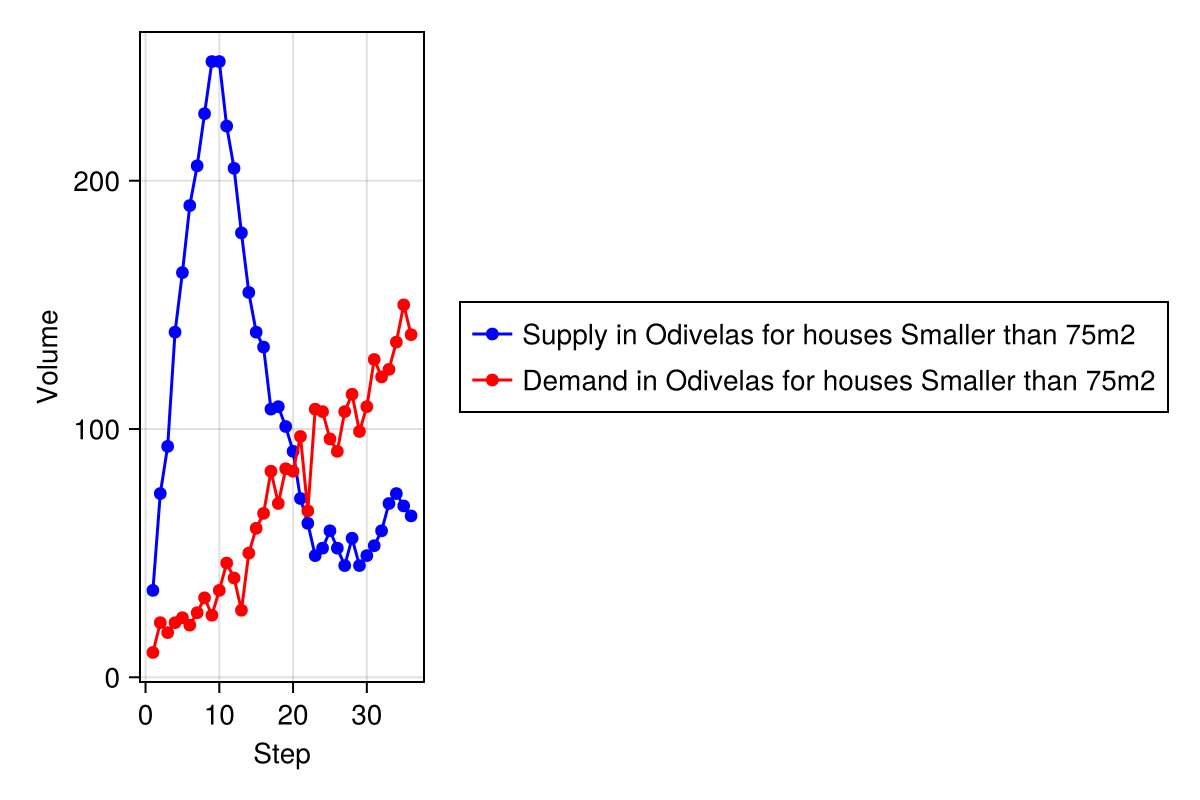 Volume
200
100
0
0 10 20 30
Step
Supply in Odivelas for houses Smaller than 75m2
Demand in Odivelas for houses Smaller than 75m2